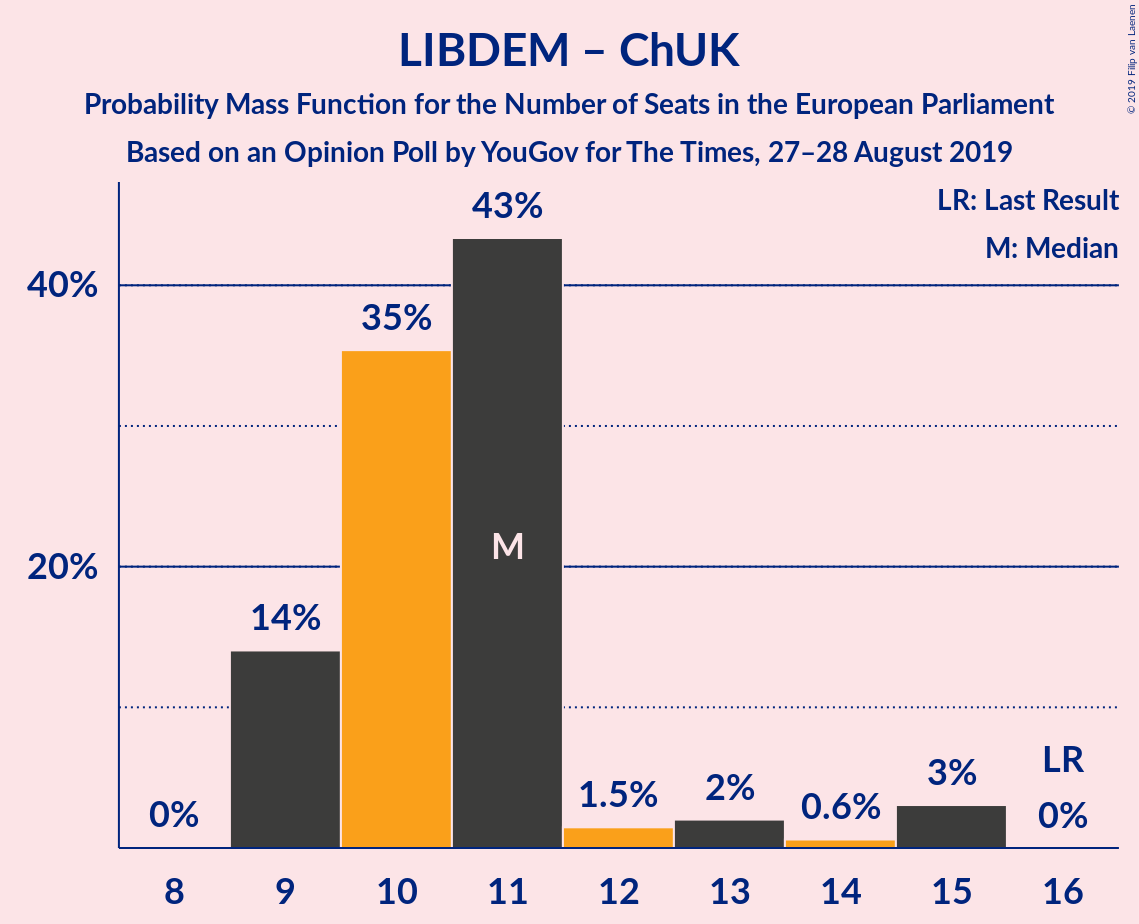 LIBDEM – ChUK
Probability Mass Function for the Number of Seats in the European Parliament
Based on an Opinion Poll by YouGov for The Times, 27–28 August 2019
© 2019 Filip van Laenen
LR: Last Result
M: Median
43%
40%
35%
M
20%
14%
LR
3%
2%
1.5%
0.6%
0%
0%
8 9 10 11 12 13 14 15 16